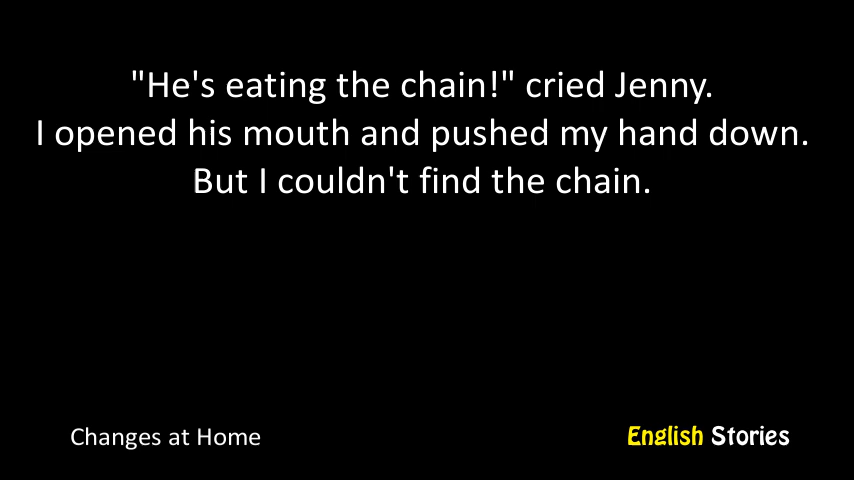 "He's eating the chain!" cried Jenny.
I opened his mouth and pushed my hand down.
But I couldn't find the chain.
Changes at Home
English Stories